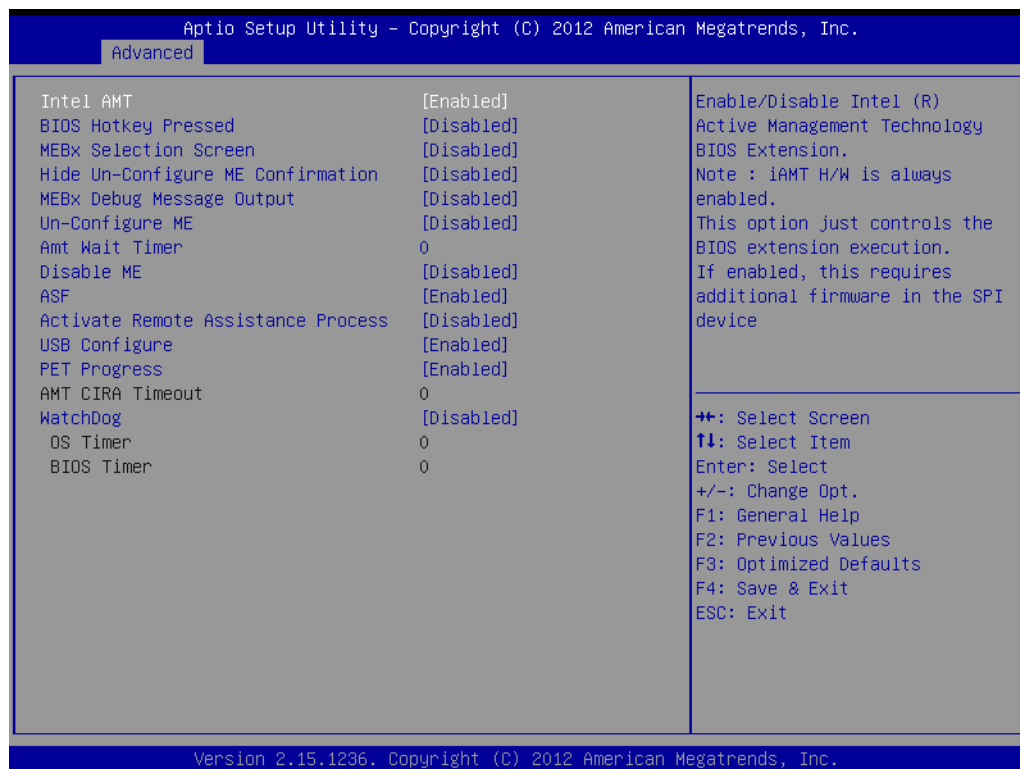 Aptio Setup Utility – Copyright (C) 2012 American Megatrends, Inc.
Advanced
Intel AMT [Enabled]
BIOS Hotkey Pressed [Disabled]
MEBx Selection Screen [Disabled]
Hide Un-Configure ME Confirmation [Disabled]
MEBx Debug Message Output [Disabled]
Un-Configure ME [Disabled]
Amt Wait Timer 0
Disable ME [Disabled]
ASF [Enabled]
Activate Remote Assistance Process [Disabled]
USB Configure [Enabled]
PET Progress [Enabled]
AMT CIRA Timeout 0
WatchDog [Disabled]
OS Timer 0
BIOS Timer 0
Enable/Disable Intel (R)
Active Management Technology
BIOS Extension.
Note : iAMT H/W is always
enabled.
This option just controls the
BIOS extension execution.
If enabled, this requires
additional firmware in the SPI
device
→←: Select Screen
↑↓: Select Item
Enter: Select
+/-: Change Opt.
F1: General Help
F2: Previous Values
F3: Optimized Defaults
F4: Save & Exit
ESC: Exit
Version 2.15.1236. Copyright (C) 2012 American Megatrends, Inc.